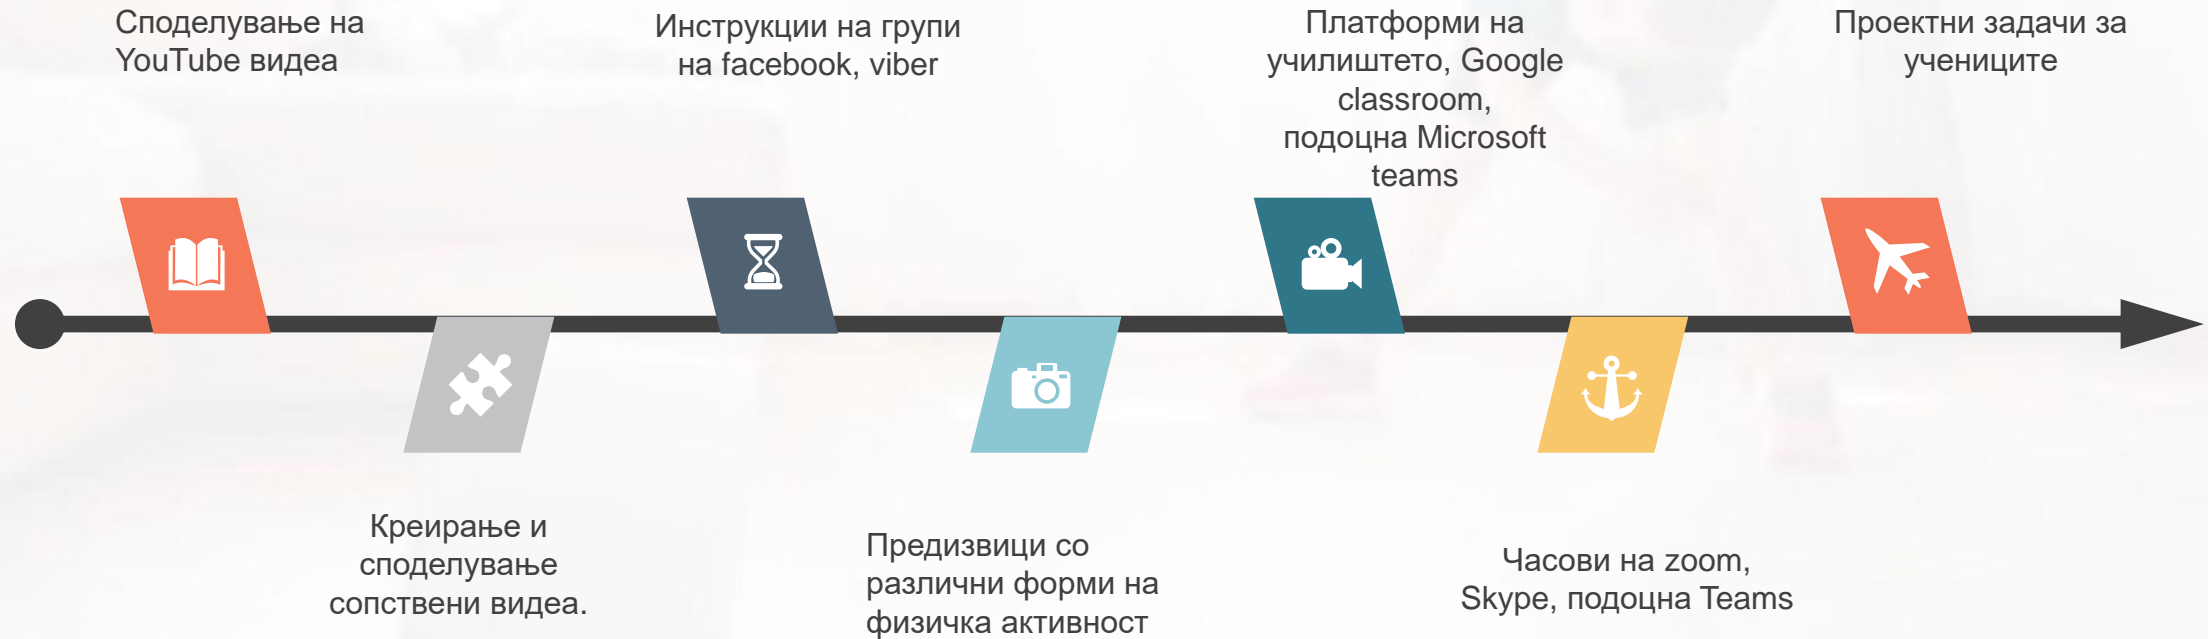 Споделување на
YouTube видеа
Креирање и
споделување
сопствени видеа.
Инструкции на групи
на facebook, viber
Предизвици со
различни форми на
физичка активност
Платформи на
училиштето, Google
classroom,
подоцна Microsoft
teams
Часови на zoom,
Skype, подоцна Teams
Проектни задачи за
учениците